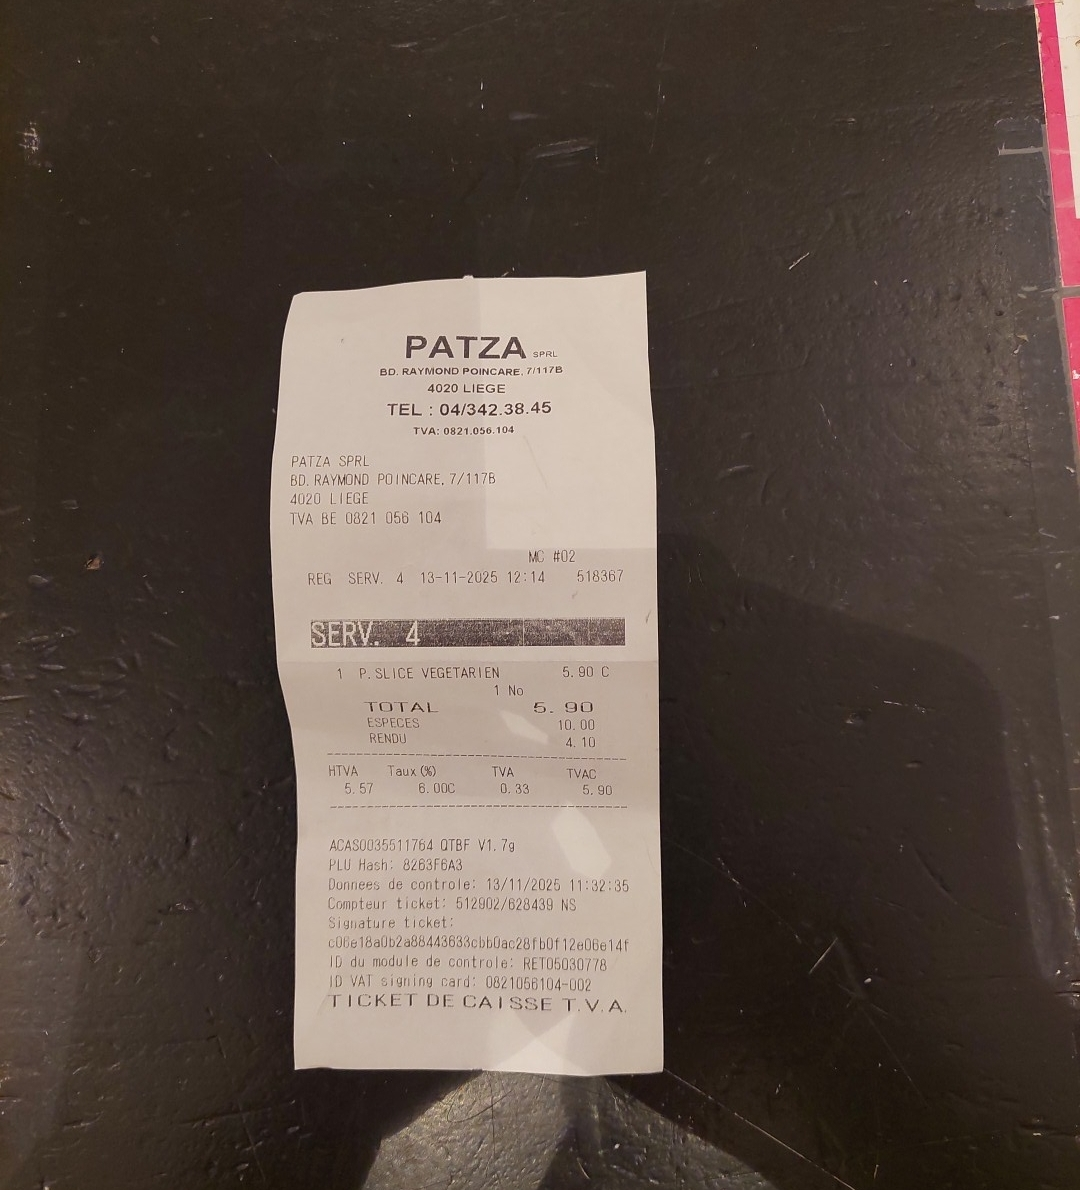 PATZA SPRL
BD. RAYMOND POINCARE, 7/117B
4020 LIEGE
TEL : 04/342.38.45
TVA: 0821.056.104
PATZA SPRL
BD. RAYMOND POINCARE, 7/117B
4020 LIEGE
TVA BE 0821 056 104
MC #02
REG SERV. 4 13-11-2025 12:14 518367
SERV. 4
1 P.SLICE VEGETARIEN 5.90 C
1 No
TOTAL 5.90
ESPECES 10.00
RENDU 4.10
HTVA Taux(%) TVA TVAC
5.57 6.00C 0.33 5.90
ACAS0035511764 QTBF V1.7g
PLU Hash: 8263F6A3
Donnees de controle: 13/11/2025 11:32:35
Compteur ticket: 512902/628439 NS
Signature ticket:
c06e18a0b2a88443633cbb0ac28fb0f12e06e14f
ID du module de controle: RET05030778
ID VAT signing card: 0821056104-002
TICKET DE CAISSE T.V.A.